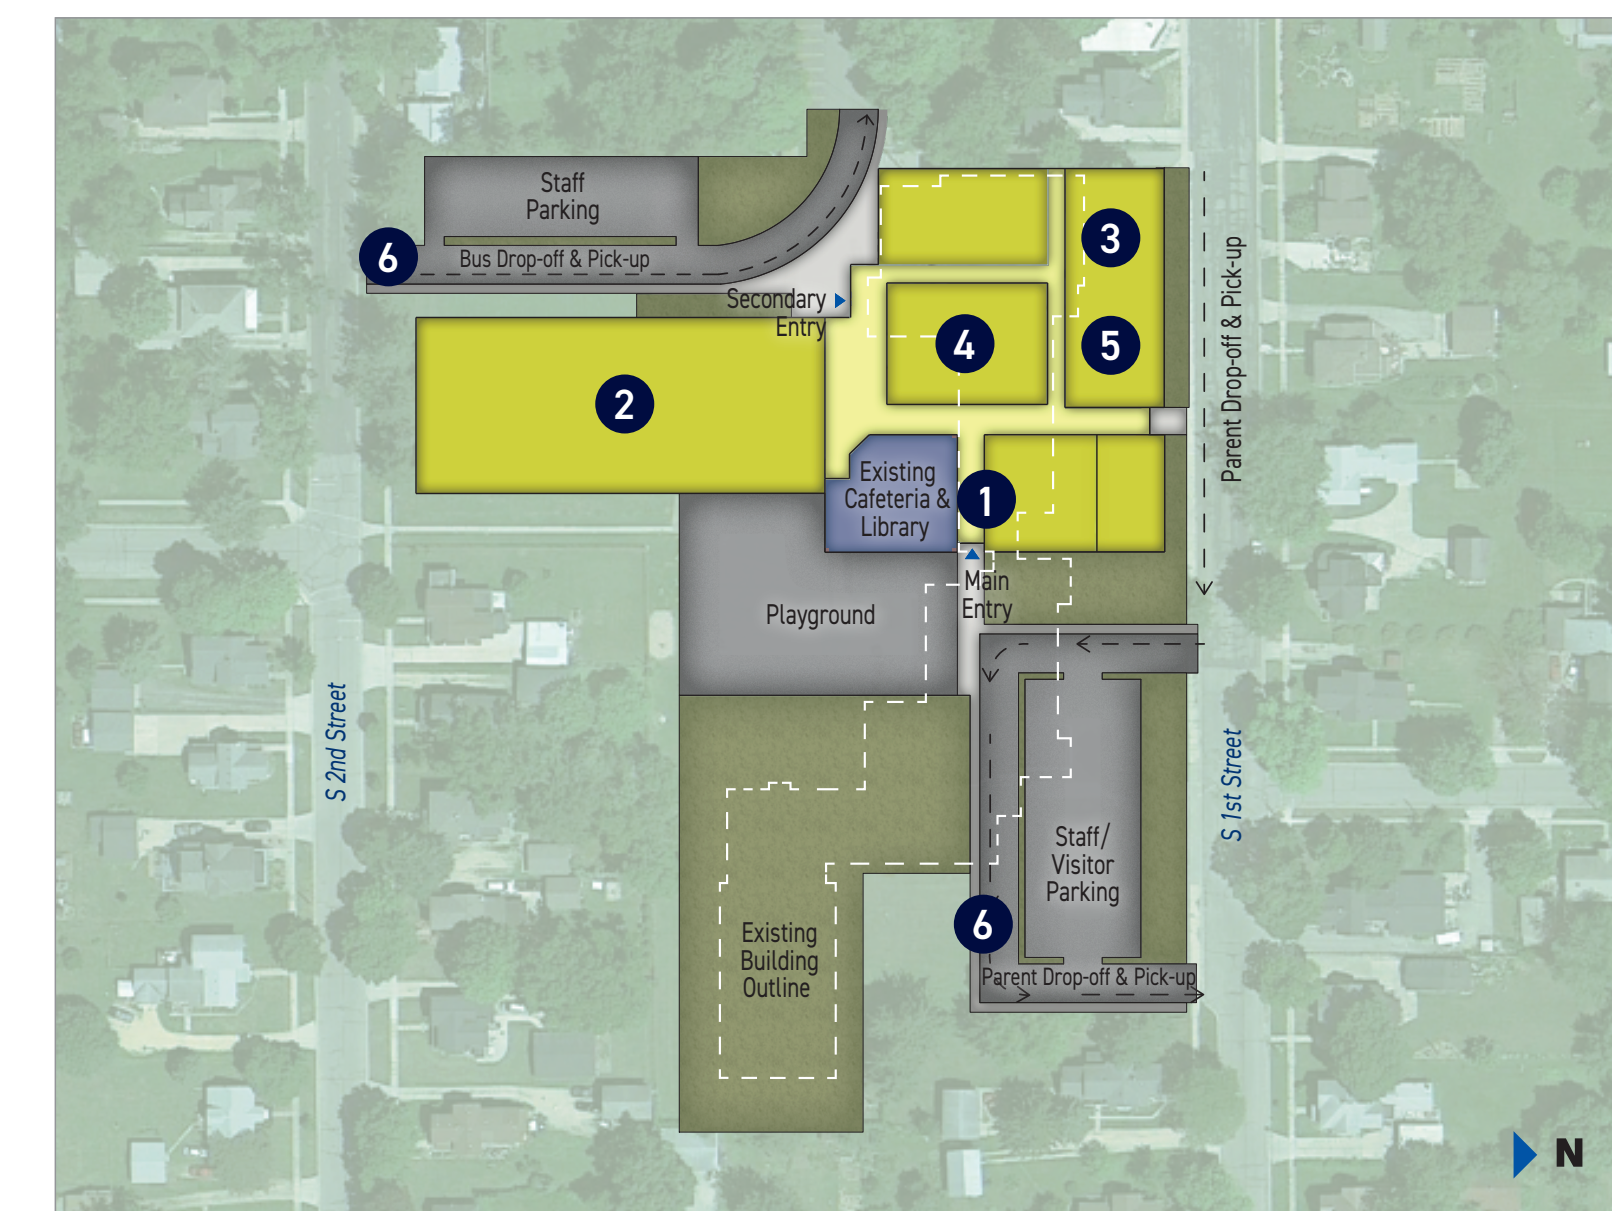 Staff
Parking
6
Bus Drop-off & Pick-up
Secondary
Entry
3
4
5
Parent Drop-off & Pick-up
2
Existing
Cafeteria &
Library
1
Main
Entry
Playground
S 2nd Street
S 1st Street
Staff/
Visitor
Parking
6
Existing
Building
Outline
Parent Drop-off & Pick-up
N